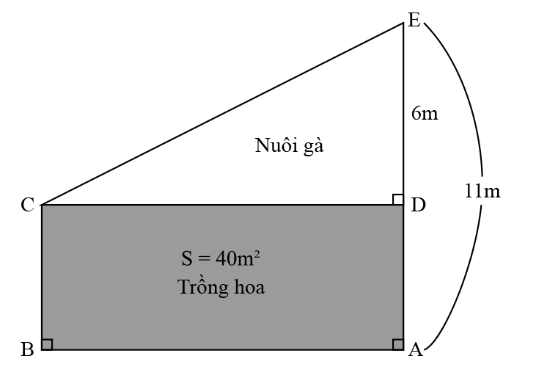 E
6m
Nuôi gà
11m
C
D
S = 40m²
Trồng hoa
B
A